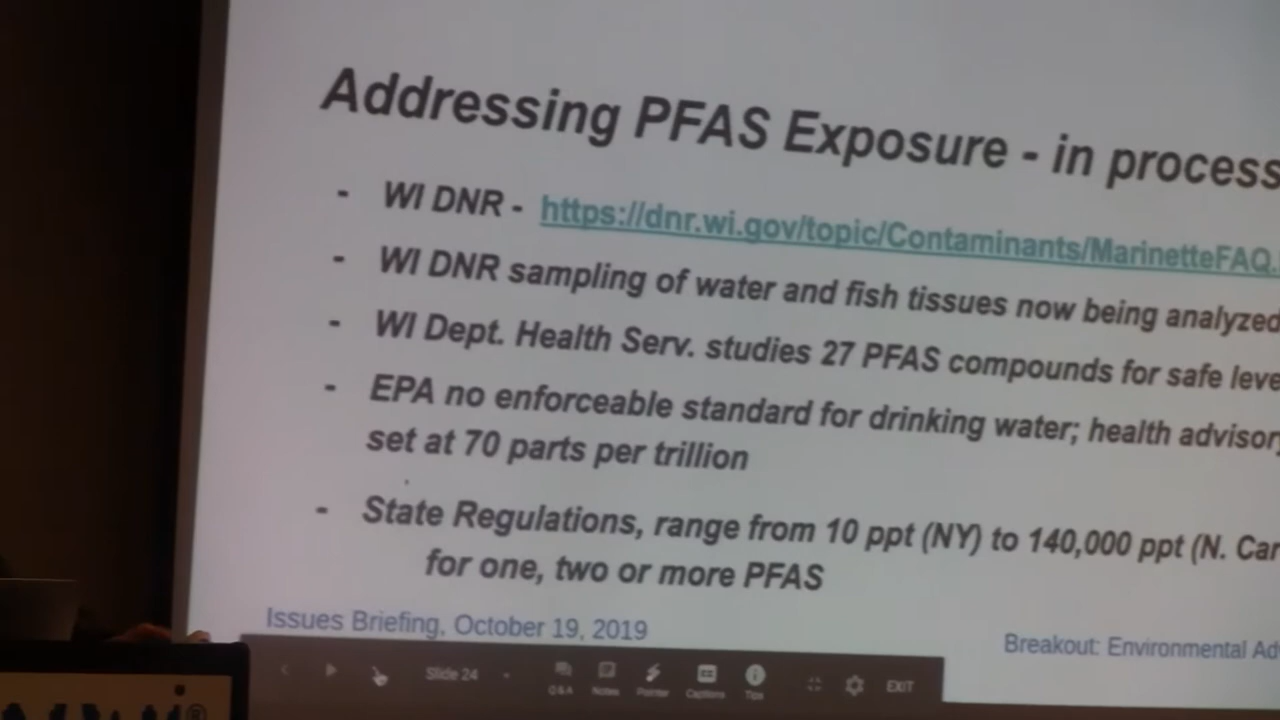 Addressing PFAS Exposure - in process
- WI DNR - https://dnr.wi.gov/topic/Contaminants/MarinetteFAQ.
- WI DNR sampling of water and fish tissues now being analyzed
- WI Dept. Health Serv. studies 27 PFAS compounds for safe leve
- EPA no enforceable standard for drinking water; health advisory
set at 70 parts per trillion
- State Regulations, range from 10 ppt (NY) to 140,000 ppt (N. Car
for one, two or more PFAS
Issues Briefing, October 19, 2019
Breakout: Environmental Ad
Slide 24
Q&A Notes Pointer Captions Tips EXIT